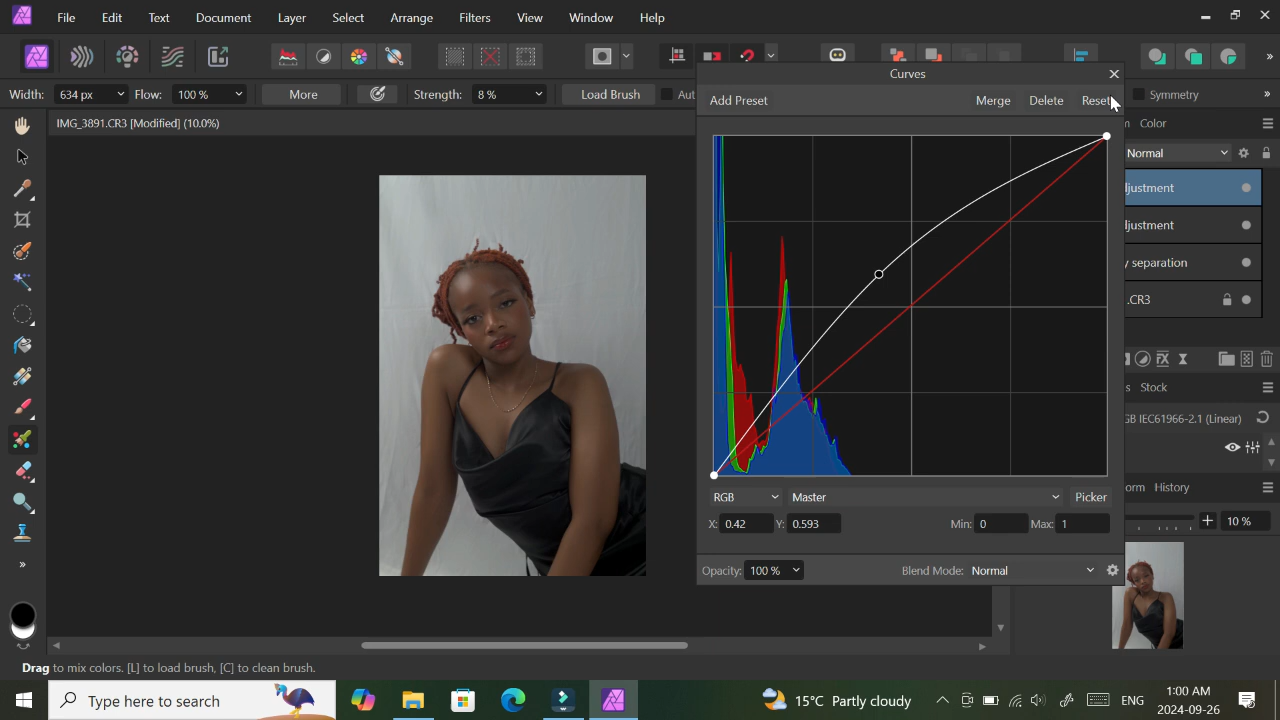 File Edit Text Document Layer Select Arrange Filters View Window Help
Width: 634 px Flow: 100 % More Strength: 8 % Load Brush Aut Symmetry
Curves
Add Preset Merge Delete Reset
IMG_3891.CR3 [Modified] (10.0%)
Color
Normal
ljustment
ljustment
y separation
.CR3
s Stock
GB IEC61966-2.1 (Linear)
orm History
10 %
RGB Master Picker
X: 0.42 Y: 0.593 Min: 0 Max: 1
Opacity: 100 % Blend Mode: Normal
Drag to mix colors. [L] to load brush, [C] to clean brush.
Type here to search
15°C Partly cloudy
ENG
1:00 AM
2024-09-26